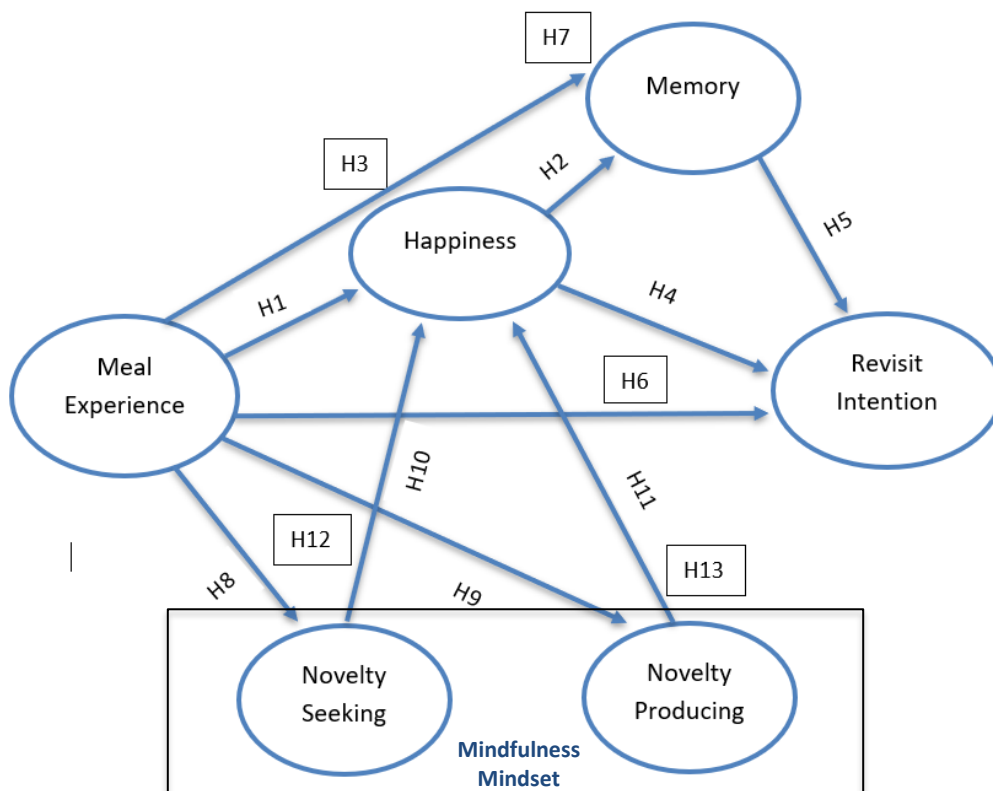 H7
Memory
H3
H2
Happiness
H5
H1
H4
Meal
Experience
H6
Revisit
Intention
H10
H11
H12
H13
H8
H9
Novelty
Seeking
Novelty
Producing
Mindfulness
Mindset